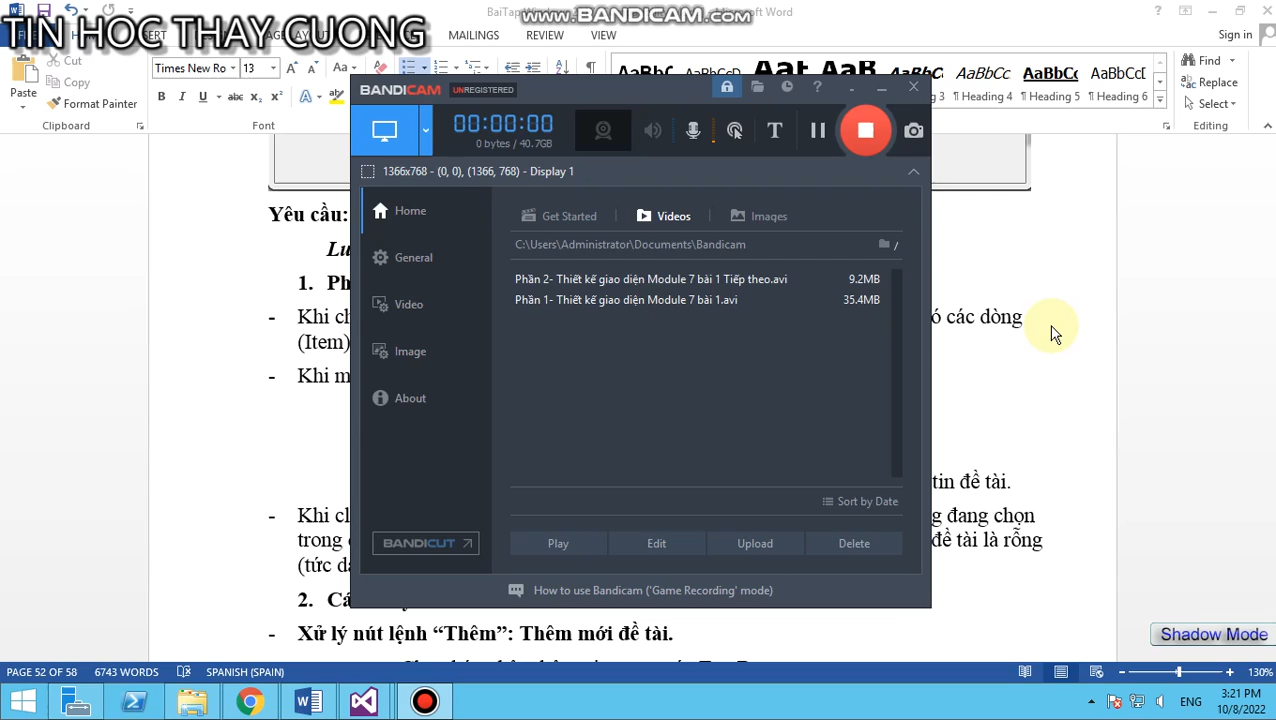 TIN HOC THAY CUONG
www.BANDICAM.com
BaiTap
Microsoft Word
MAILINGS REVIEW VIEW
Sign in
Paste
Cut
Copy
Format Painter
Clipboard
Times New Ro 13
B I U abc x₂ x² A
Font
Aa
AaBbC AaB AaBbCc AaBbCc AaBbCcD
3 Heading 4 Heading 5 Heading 6
Find
Replace
Select
Editing
BANDICAM UNREGISTERED
00:00:00
0 bytes / 40.7GB
1366x768 - (0, 0), (1366, 768) - Display 1
Home
General
Video
Image
About
BANDICUT
Get Started Videos Images
C:\Users\Administrator\Documents\Bandicam
Phần 2- Thiết kế giao diện Module 7 bài 1 Tiếp theo.avi 9.2MB
Phần 1- Thiết kế giao diện Module 7 bài 1.avi 35.4MB
Sort by Date
Play Edit Upload Delete
How to use Bandicam ('Game Recording' mode)
Yêu cầu:
1.
- Khi
ó các dòng
(Item)
- Khi
tin đề tài.
- Khi
g đang chọn
trong
đề tài là rỗng
(tức
2.
- Xử lý nút lệnh “Thêm”: Thêm mới đề tài.
Shadow Mode
PAGE 52 OF 58 6743 WORDS SPANISH (SPAIN) 130%
ENG
3:21 PM
10/8/2022